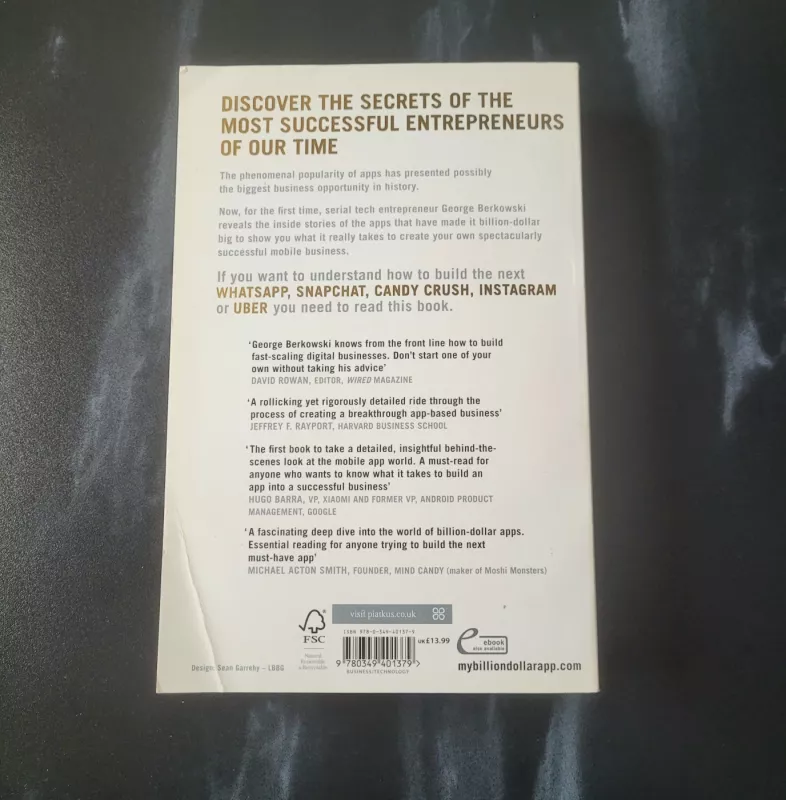 DISCOVER THE SECRETS OF THE
MOST SUCCESSFUL ENTREPRENEURS
OF OUR TIME
The phenomenal popularity of apps has presented possibly
the biggest business opportunity in history.
Now, for the first time, serial tech entrepreneur George Berkowski
reveals the inside stories of the apps that have made it billion-dollar
big to show you what it really takes to create your own spectacularly
successful mobile business.
If you want to understand how to build the next
WHATSAPP, SNAPCHAT, CANDY CRUSH, INSTAGRAM
or UBER you need to read this book.
'George Berkowski knows from the front line how to build
fast-scaling digital businesses. Don't start one of your
own without taking his advice'
DAVID ROWAN, EDITOR, WIRED MAGAZINE
'A rollicking yet rigorously detailed ride through the
process of creating a breakthrough app-based business'
JEFFREY F. RAYPORT, HARVARD BUSINESS SCHOOL
'The first book to take a detailed, insightful behind-the-
scenes look at the mobile app world. A must-read for
anyone who wants to know what it takes to build an
app into a successful business'
HUGO BARRA, VP, XIAOMI AND FORMER VP, ANDROID PRODUCT
MANAGEMENT, GOOGLE
'A fascinating deep dive into the world of billion-dollar apps.
Essential reading for anyone trying to build the next
must-have app'
MICHAEL ACTON SMITH, FOUNDER, MIND CANDY (maker of Moshi Monsters)
visit piatkus.co.uk
FSC
ISBN 978-0-349-40137-9
UK £13.99
9 780349 401379>
BUSINESS/TECHNOLOGY
ebook
also available
Design: Sean Garrehy – LBBG
mybilliondollarapp.com